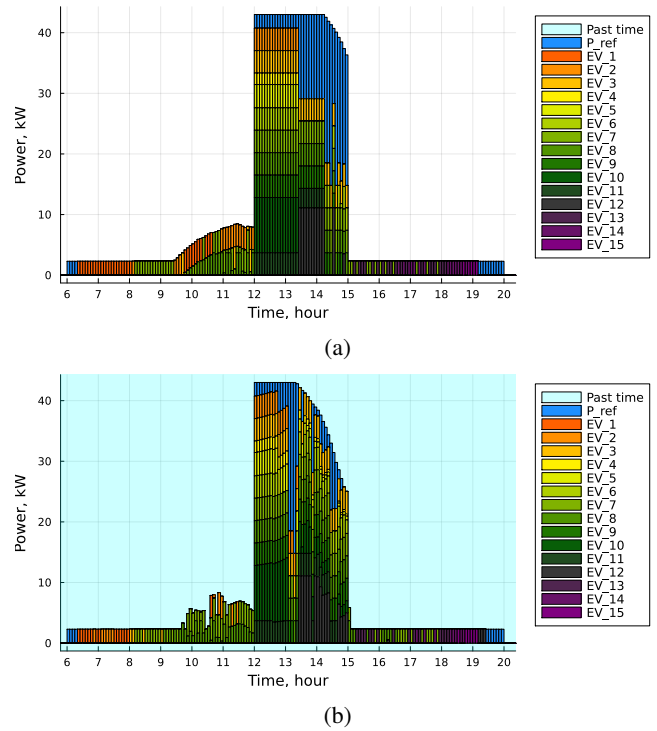 40
30
20
10
0
Power, kW
6 7 8 9 10 11 12 13 14 15 16 17 18 19 20
Time, hour
Past time
P_ref
EV_1
EV_2
EV_3
EV_4
EV_5
EV_6
EV_7
EV_8
EV_9
EV_10
EV_11
EV_12
EV_13
EV_14
EV_15
(a)
40
30
20
10
0
Power, kW
6 7 8 9 10 11 12 13 14 15 16 17 18 19 20
Time, hour
Past time
P_ref
EV_1
EV_2
EV_3
EV_4
EV_5
EV_6
EV_7
EV_8
EV_9
EV_10
EV_11
EV_12
EV_13
EV_14
EV_15
(b)